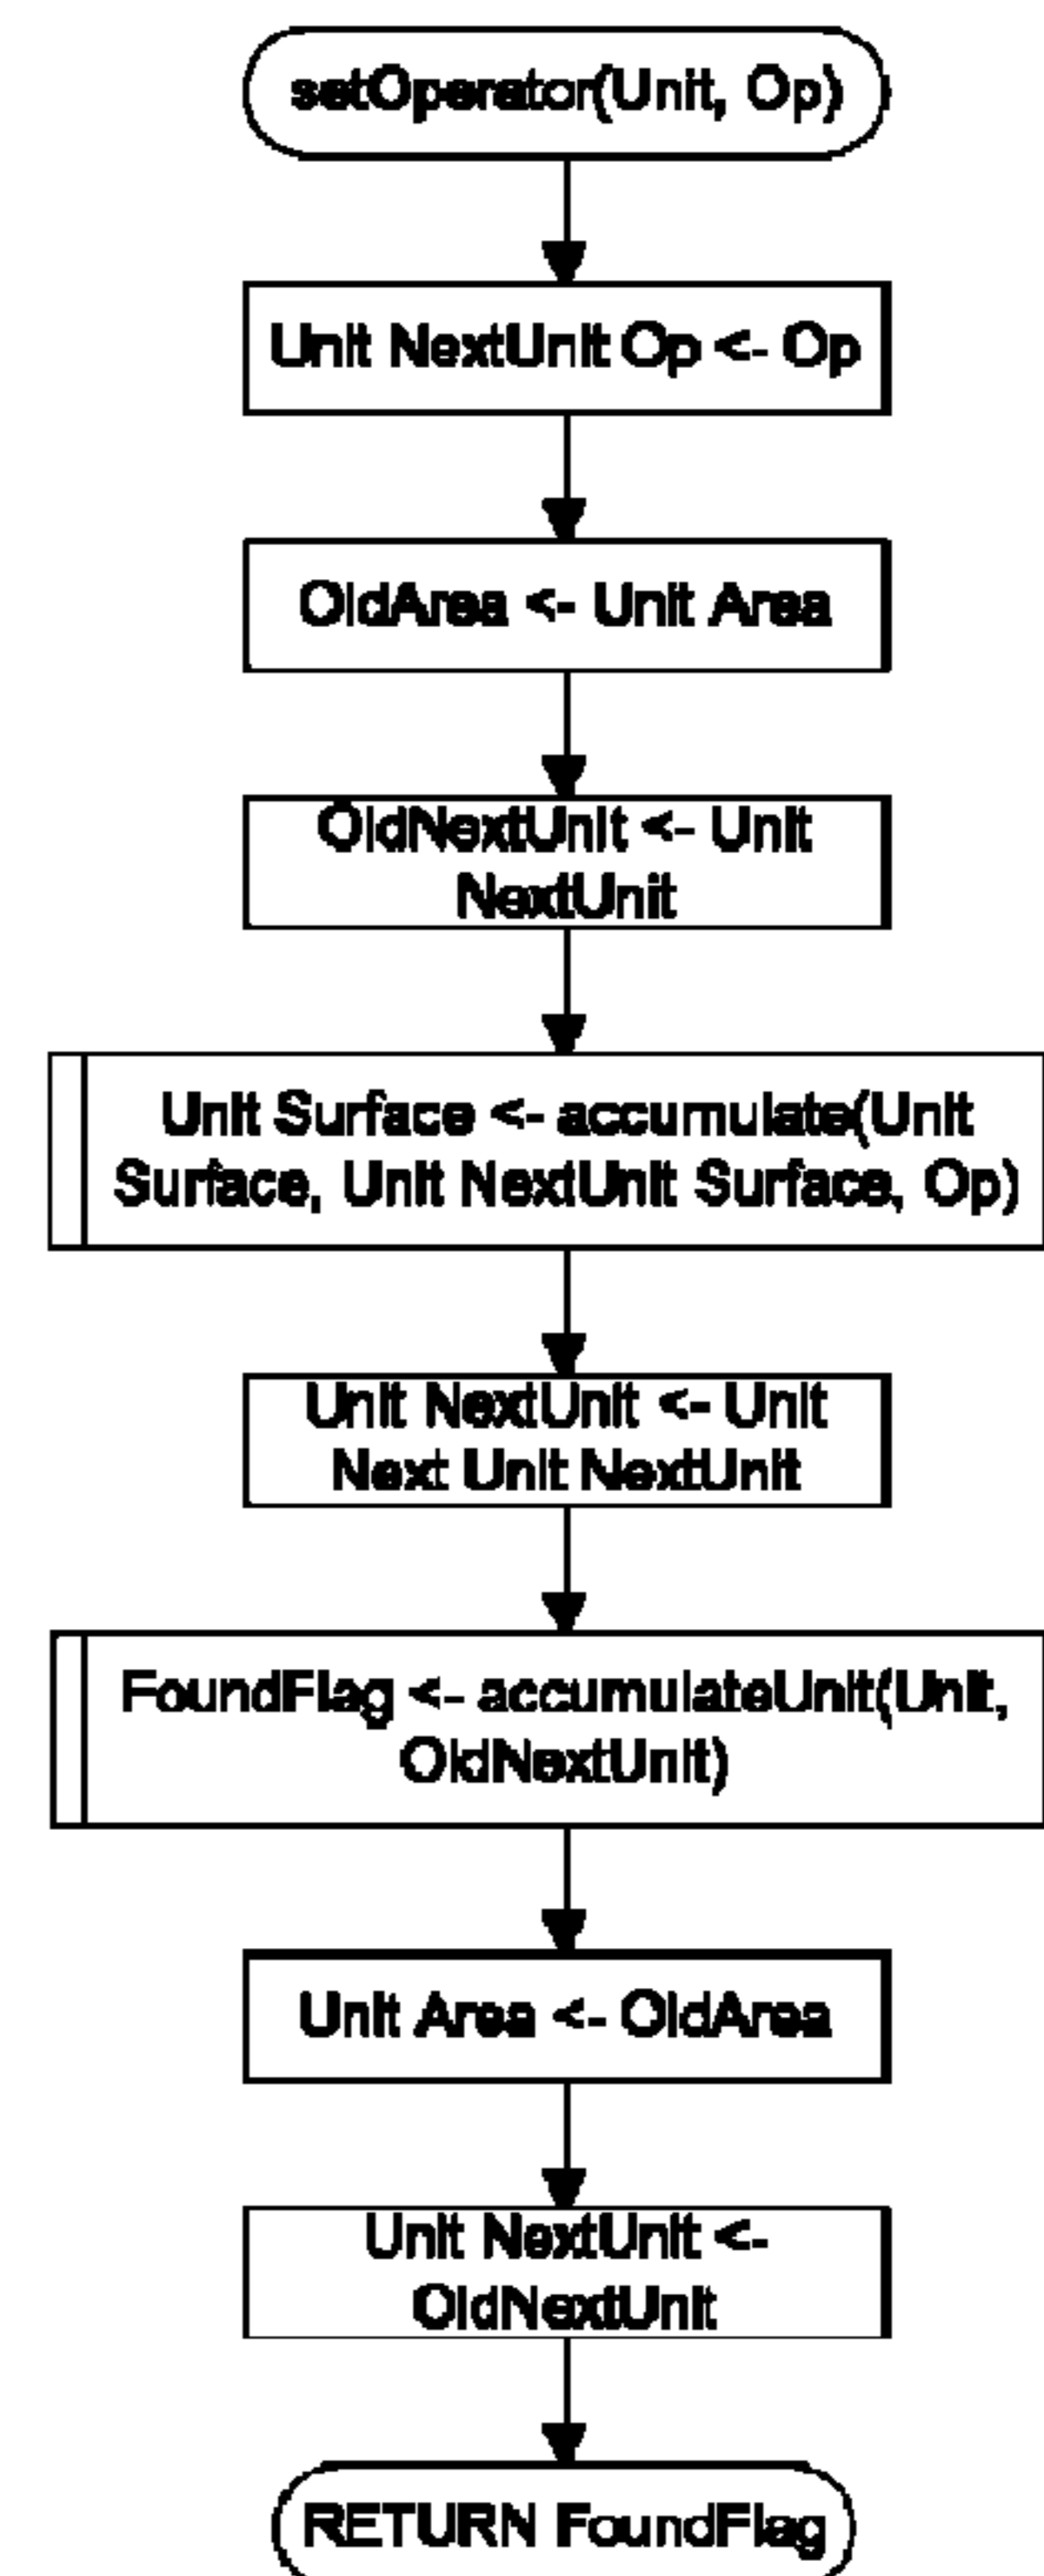 setOperator(Unit, Op)
Unit NextUnit Op <- Op
OldArea <- Unit Area
OldNextUnit <- Unit
NextUnit
Unit Surface <- accumulate(Unit
Surface, Unit NextUnit Surface, Op)
Unit NextUnit <- Unit
Next Unit NextUnit
FoundFlag <- accumulateUnit(Unit,
OldNextUnit)
Unit Area <- OldArea
Unit NextUnit <-
OldNextUnit
RETURN FoundFlag